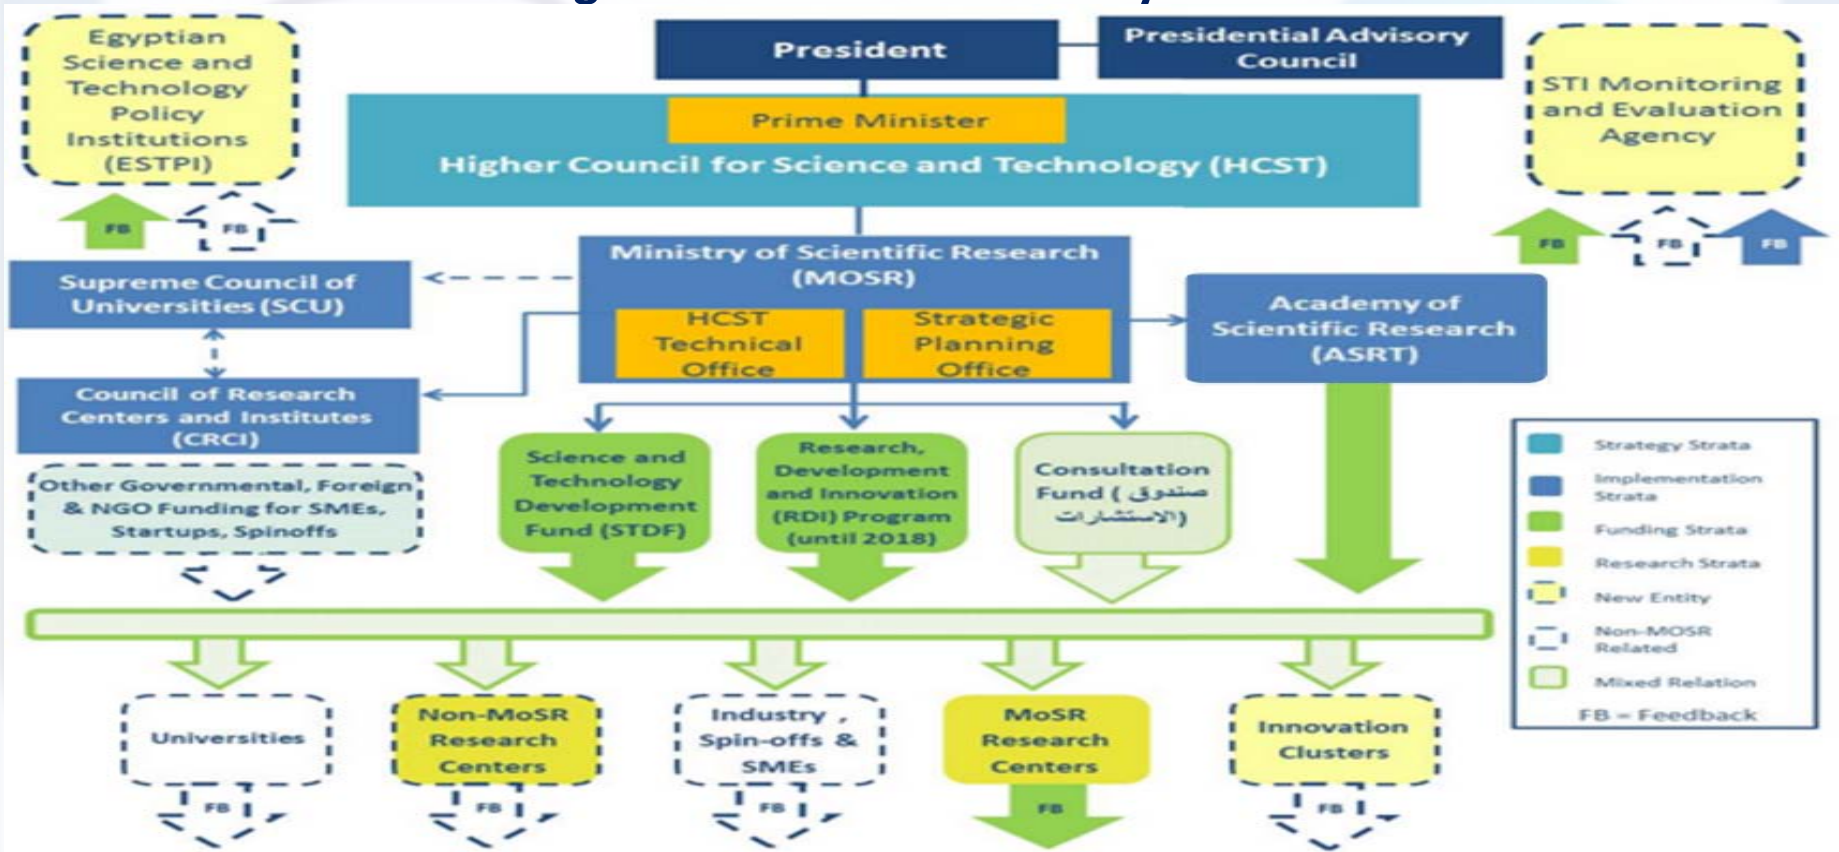 Egyptian
Science and
Technology
Policy
Institutions
(ESTPI)
President
Presidential Advisory
Council
STI Monitoring
and Evaluation
Agency
Prime Minister
Higher Council for Science and Technology (HCST)
FB
FB
FB
FB
FB
Supreme Council of
Universities (SCU)
Ministry of Scientific Research
(MOSR)
HCST
Technical
Office
Strategic
Planning
Office
Academy of
Scientific Research
(ASRT)
Council of Research
Centers and Institutes
(CRCI)
Other Governmental, Foreign
& NGO Funding for SMEs,
Startups, Spinoffs
Science and
Technology
Development
Fund (STDF)
Research,
Development
and Innovation
(RDI) Program
(until 2018)
Consultation
Fund ( صندوق
الاستشارات)
Strategy Strata
Implementation
Strata
Funding Strata
Research Strata
New Entity
Non-MOSR
Related
Mixed Relation
FB = Feedback
Universities
Non-MoSR
Research
Centers
Industry ,
Spin-offs &
SMEs
MoSR
Research
Centers
Innovation
Clusters
FB
FB
FB
FB
FB